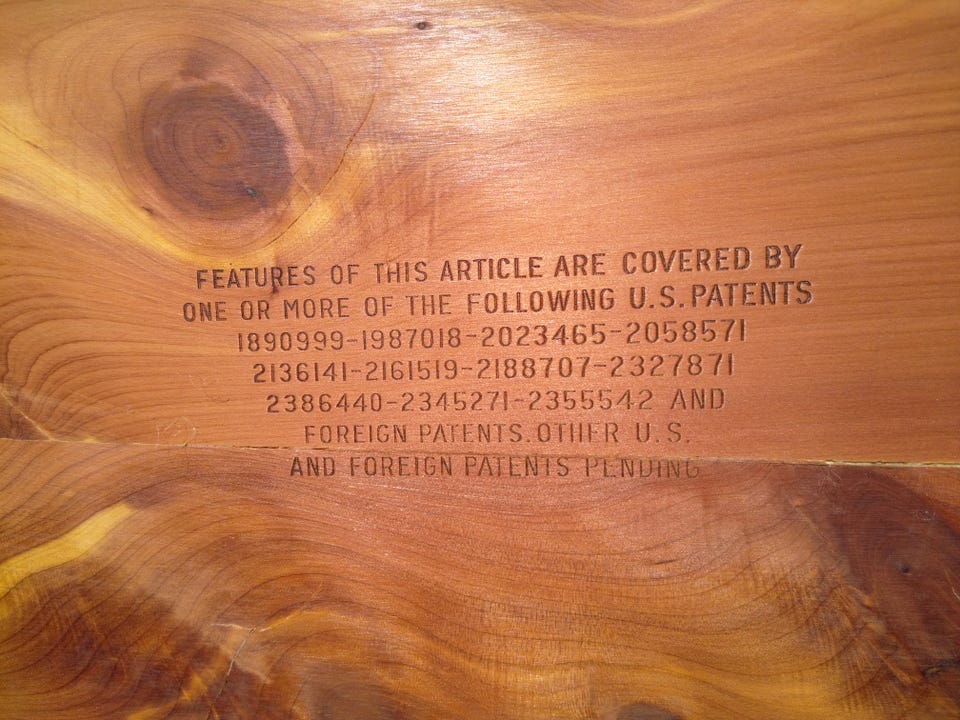 FEATURES OF THIS ARTICLE ARE COVERED BY
ONE OR MORE OF THE FOLLOWING U.S. PATENTS
1890999-1987018-2023465-2058571
2136141-2161519-2188707-2327871
2386440-2345271-2355542 AND
FOREIGN PATENTS. OTHER U.S.
AND FOREIGN PATENTS PENDING